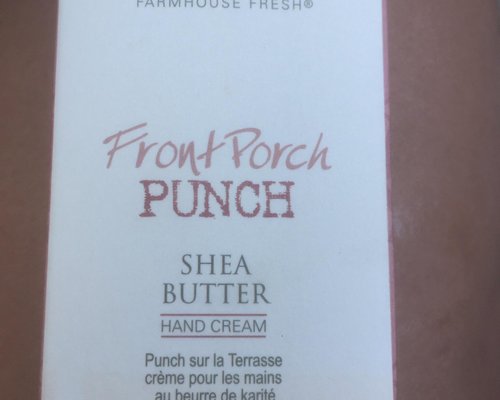 FARMHOUSE FRESH®
Front Porch
PUNCH
SHEA
BUTTER
HAND CREAM
Punch sur la Terrasse
crème pour les mains
au beurre de karité